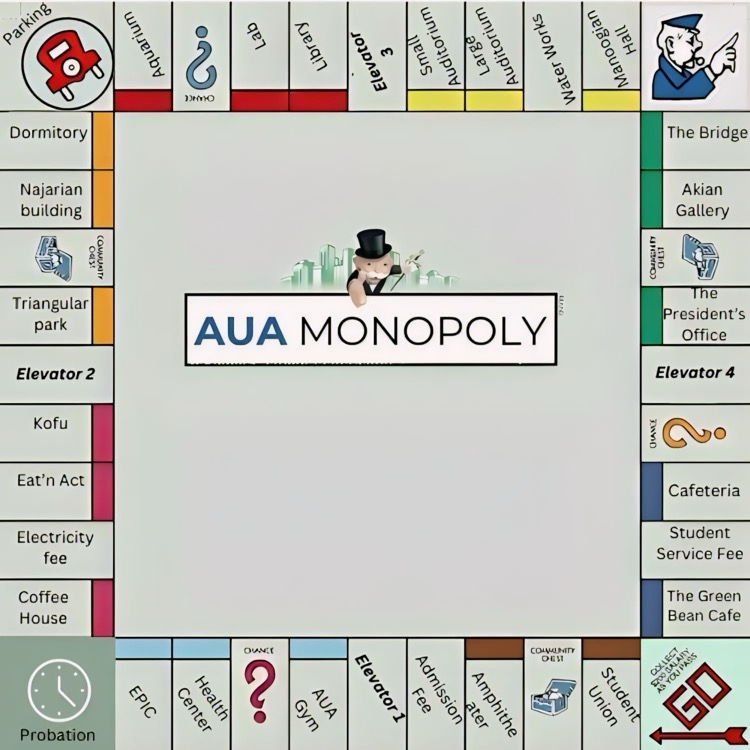 Parking
Aquarium
CHANCE
Lab
Library
Elevator
3
Small
Auditorium
Large
Auditorium
Water Works
Manoogian
Hall
Dormitory
The Bridge
Najarian
building
Akian
Gallery
COMMUNITY
CHEST
COMMUNITY
CHEST
Triangular
park
The
President's
Office
AUA MONOPOLY
Elevator 2
Elevator 4
Kofu
CHANCE
Eat'n Act
Cafeteria
Electricity
fee
Student
Service Fee
Coffee
House
The Green
Bean Cafe
Probation
EPIC
Health
Center
CHANCE
AUA
Gym
Elevator 1
Admission
Fee
Amphithe
ater
COMMUNITY
CHEST
Student
Union
COLLECT
$200 SALARY
AS YOU PASS
GO